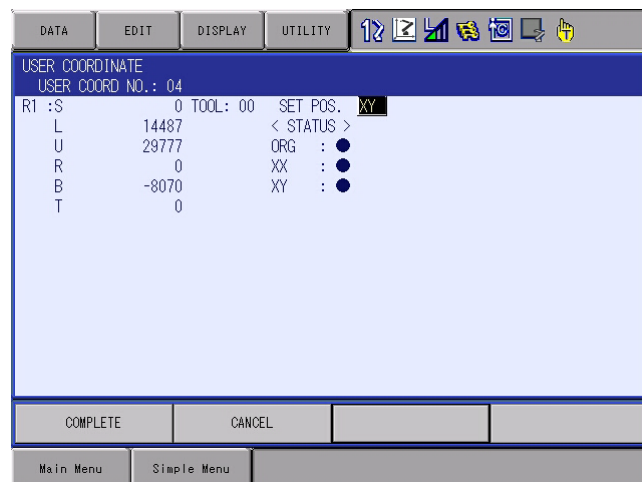 DATA EDIT DISPLAY UTILITY
USER COORDINATE
USER COORD NO.: 04
R1 :S 0 TOOL: 00 SET POS. XY
L 14487 < STATUS >
U 29777 ORG : ●
R 0 XX : ●
B -8070 XY : ●
T 0
COMPLETE CANCEL
Main Menu Simple Menu